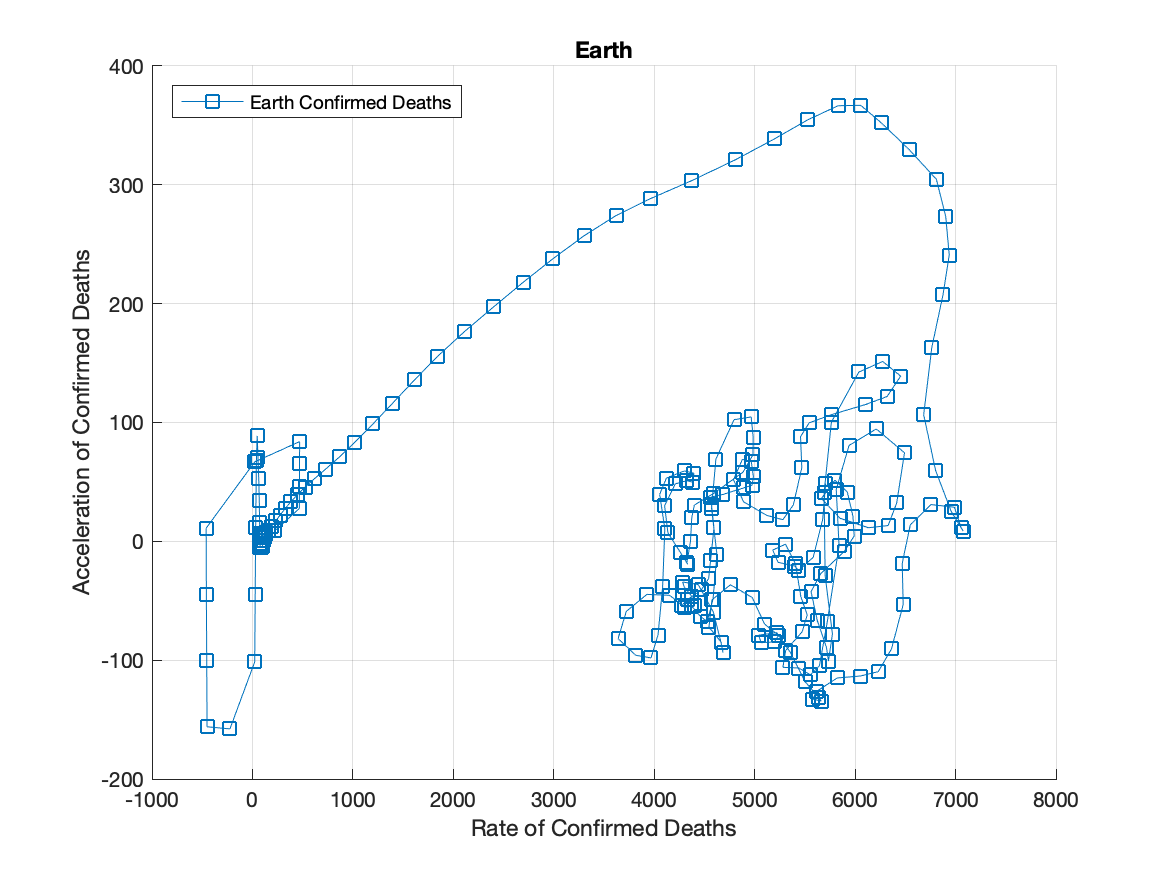 Earth
400
Earth Confirmed Deaths
300
200
100
0
-100
-200
Acceleration of Confirmed Deaths
-1000 0 1000 2000 3000 4000 5000 6000 7000 8000
Rate of Confirmed Deaths